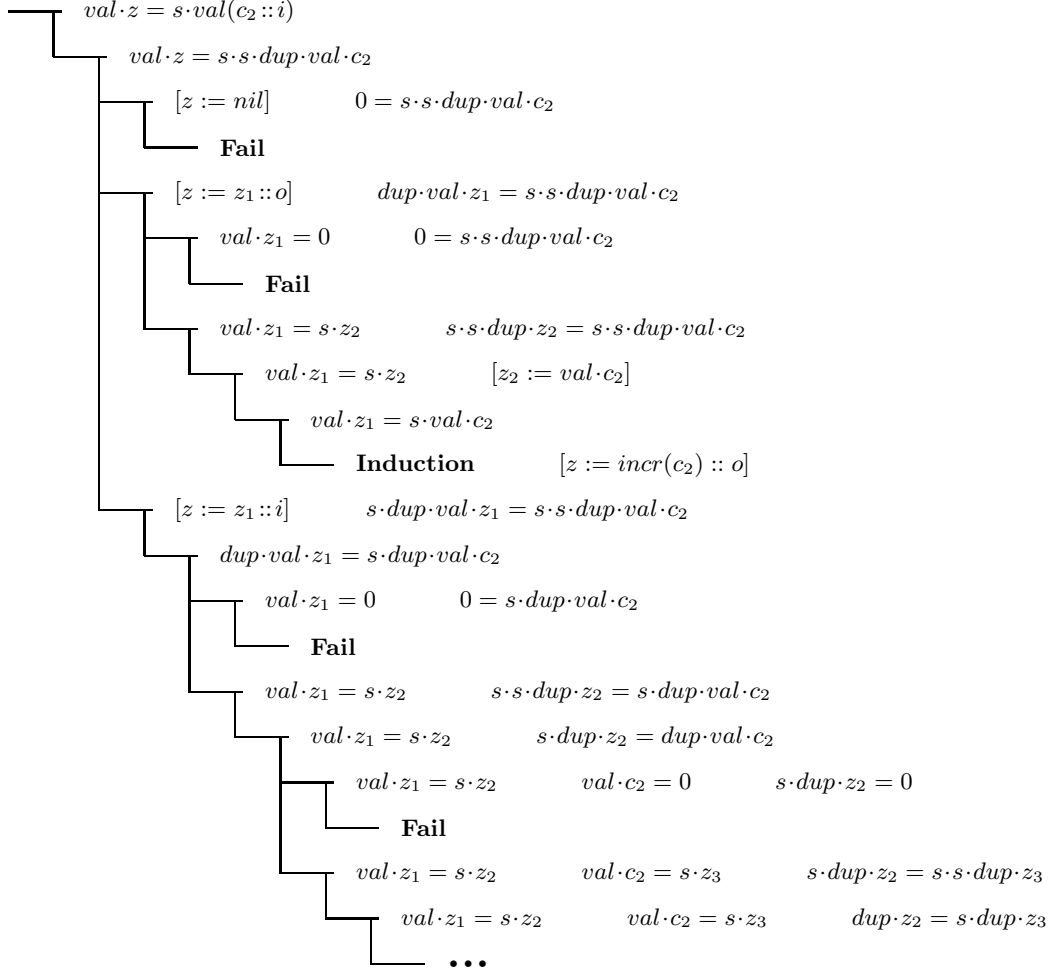 val·z = s·val(c₂ :: i)
val·z = s·s·dup·val·c₂
[z := nil] 0 = s·s·dup·val·c₂
Fail
[z := z₁ :: o] dup·val·z₁ = s·s·dup·val·c₂
val·z₁ = 0 0 = s·s·dup·val·c₂
Fail
val·z₁ = s·z₂ s·s·dup·z₂ = s·s·dup·val·c₂
val·z₁ = s·z₂ [z₂ := val·c₂]
val·z₁ = s·val·c₂
Induction [z := incr(c₂) :: o]
[z := z₁ :: i] s·dup·val·z₁ = s·s·dup·val·c₂
dup·val·z₁ = s·dup·val·c₂
val·z₁ = 0 0 = s·dup·val·c₂
Fail
val·z₁ = s·z₂ s·s·dup·z₂ = s·dup·val·c₂
val·z₁ = s·z₂ s·dup·z₂ = dup·val·c₂
val·z₁ = s·z₂ val·c₂ = 0 s·dup·z₂ = 0
Fail
val·z₁ = s·z₂ val·c₂ = s·z₃ s·dup·z₂ = s·s·dup·z₃
val·z₁ = s·z₂ val·c₂ = s·z₃ dup·z₂ = s·dup·z₃
•••